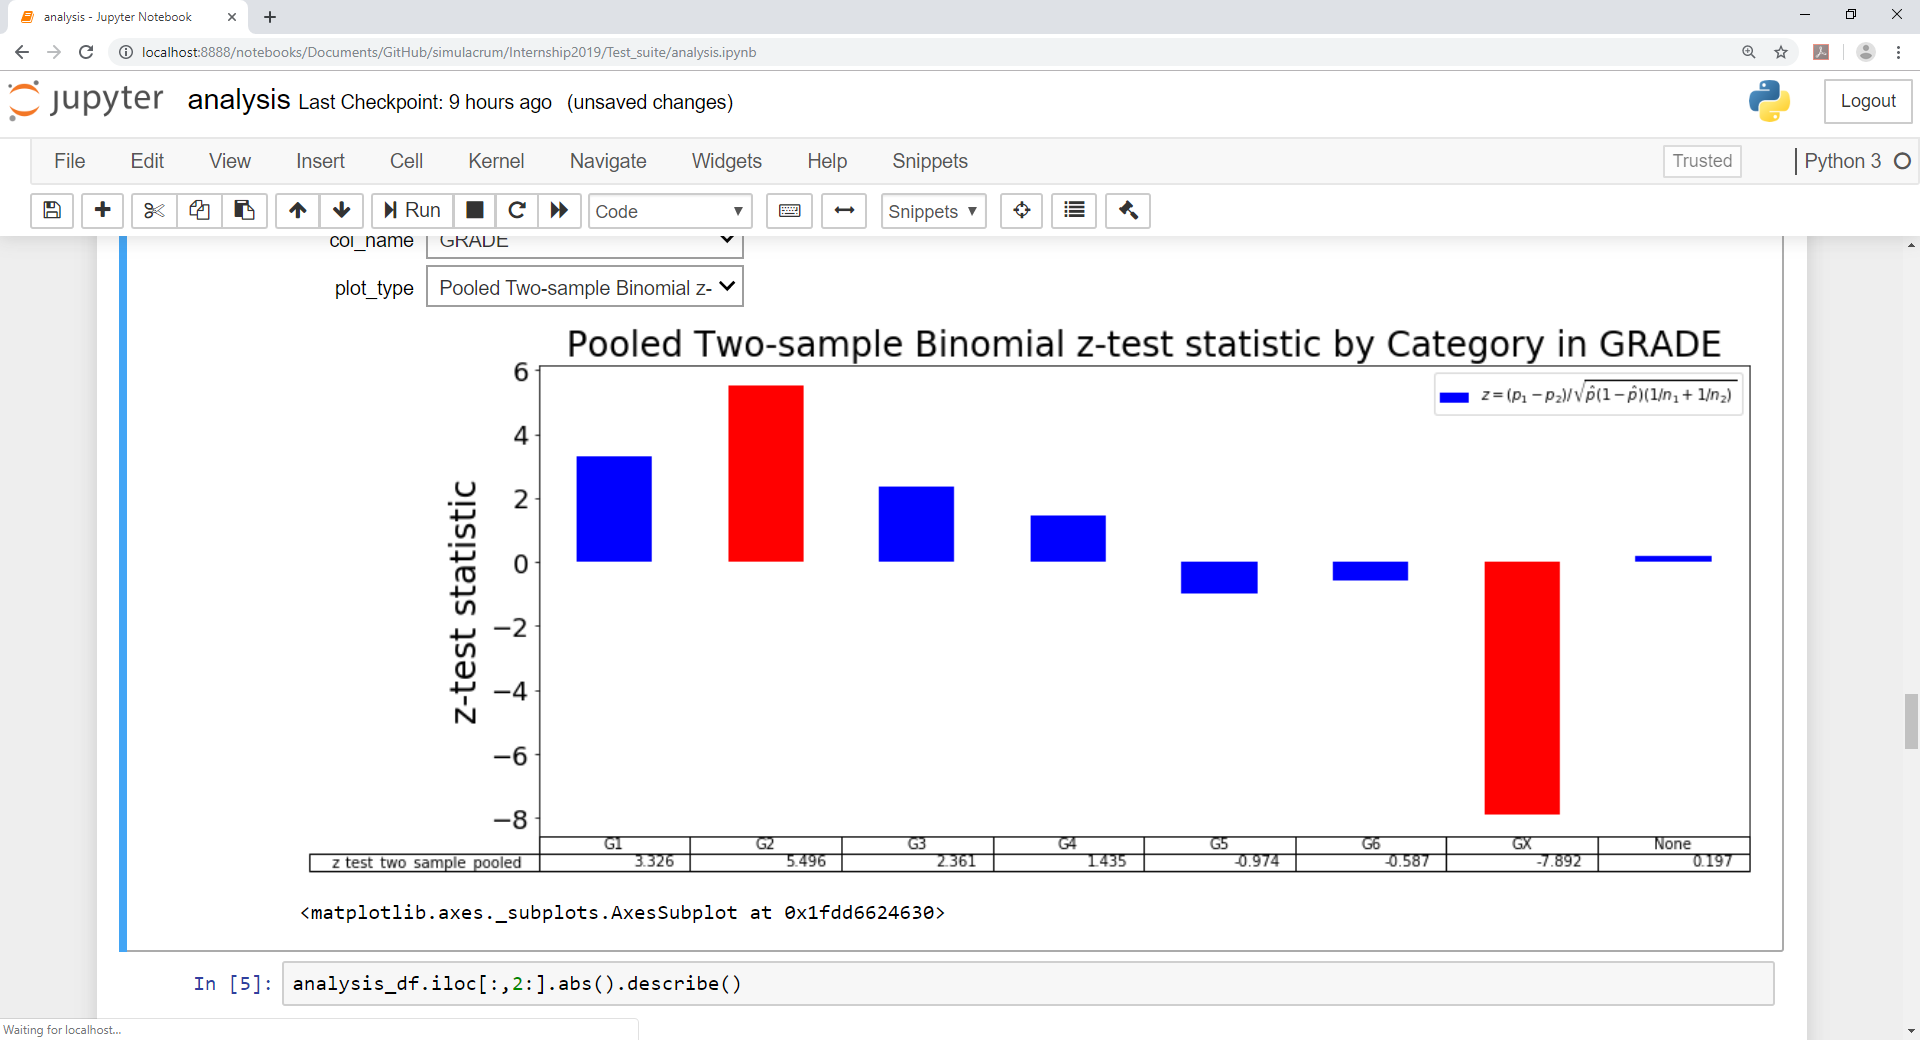 analysis - Jupyter Notebook
localhost:8888/notebooks/Documents/GitHub/simulacrum/Internship2019/Test_suite/analysis.ipynb
jupyter analysis Last Checkpoint: 9 hours ago (unsaved changes) Logout
File Edit View Insert Cell Kernel Navigate Widgets Help Snippets Trusted Python 3
Run Code Snippets
col_name GRADE
plot_type Pooled Two-sample Binomial z-
Pooled Two-sample Binomial z-test statistic by Category in GRADE
z = (p₁ − p₂)/√p̂(1 − p̂)(1/n₁ + 1/n₂)
z-test statistic
6
4
2
0
−2
−4
−6
−8
G1 G2 G3 G4 G5 G6 GX None
z test two sample pooled 3.326 5.496 2.361 1.435 -0.974 -0.587 -7.892 0.197
<matplotlib.axes._subplots.AxesSubplot at 0x1fdd6624630>
In [5]: analysis_df.iloc[:,2:].abs().describe()
Waiting for localhost...